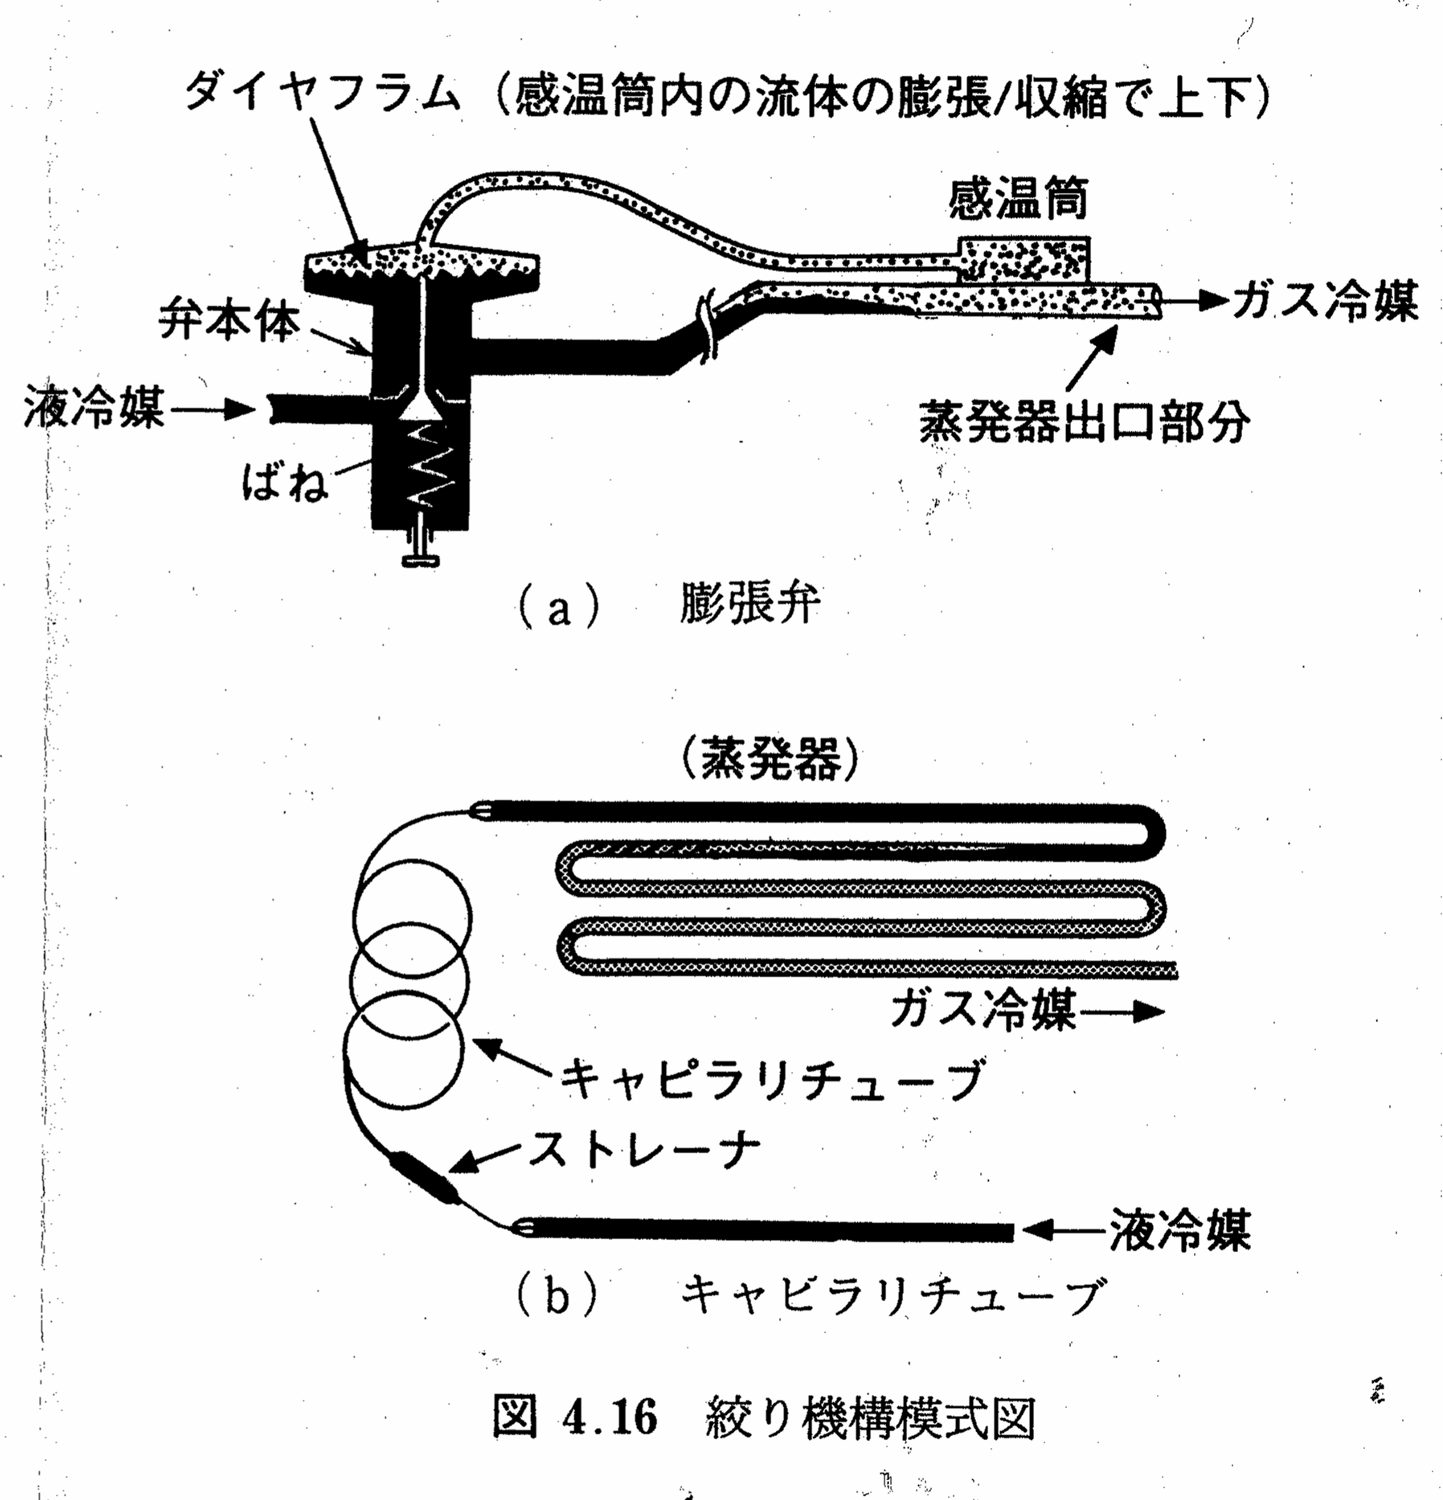 ダイヤフラム（感温筒内の流体の膨張/収縮で上下）
感温筒
弁本体
ガス冷媒
液冷媒
蒸発器出口部分
ばね
(a) 膨張弁
(蒸発器)
ガス冷媒
キャピラリチューブ
ストレーナ
液冷媒
(b) キャピラリチューブ
図 4.16 絞り機構模式図